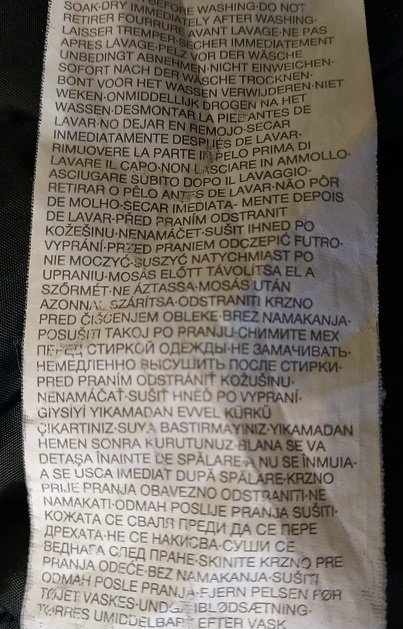 BEFORE WASHING·DO NOT
SOAK·DRY IMMEDIATELY AFTER WASHING·
RETIRER FOURRURE AVANT LAVAGE·NE PAS
LAISSER TREMPER·SECHER IMMEDIATEMENT
APRES LAVAGE·PELZ VOR DER WÄSCHE
UNBEDINGT ABNEHMEN·NICHT EINWEICHEN·
SOFORT NACH DER WÄSCHE TROCKNEN·
BONT VOOR HET WASSEN VERWIJDEREN·NIET
WEKEN·ONMIDDELLIJK DROGEN NA HET
WASSEN·DESMONTAR LA PIEL ANTES DE
LAVAR·NO DEJAR EN REMOJO·SECAR
INMEDIATAMENTE DESPUÉS DE LAVAR·
RIMUOVERE LA PARTE IN PELO PRIMA DI
LAVARE IL CAPO·NON LASCIARE IN AMMOLLO·
ASCIUGARE SUBITO DOPO IL LAVAGGIO·
RETIRAR O PÊLO ANTES DE LAVAR·NÃO PÔR
DE MOLHO·SECAR IMEDIATA- MENTE DEPOIS
DE LAVAR·PŘED PRANÍM ODSTRANIT
KOŽEŠINU·NENAMÁČET·SUŠIT IHNED PO
VYPRÁNÍ·PRZED PRANIEM ODCZEPIĆ FUTRO·
NIE MOCZYĆ·SUSZYĆ NATYCHMIAST PO
UPRANIU·MOSÁS ELŐTT TÁVOLÍTSA EL A
SZŐRMÉT·NE ÁZTASSA·MOSÁS UTÁN
AZONNAL SZÁRÍTSA·ODSTRANITI KRZNO
PRED ČIŠČENJEM OBLEKE·BREZ NAMAKANJA·
POSUŠITI TAKOJ PO PRANJU·СНИМИТЕ МЕХ
ПЕРЕД СТИРКОЙ ОДЕЖДЫ·НЕ ЗАМАЧИВАТЬ·
НЕМЕДЛЕННО ВЫСУШИТЬ ПОСЛЕ СТИРКИ·
PRED PRANÍM ODSTRÁNIŤ KOŽUŠINU·
NENAMÁČAŤ·SUŠIŤ HNEĎ PO VYPRANÍ·
GIYSİYİ YIKAMADAN EVVEL KÜRKÜ
ÇIKARTINIZ·SUYA BASTIRMAYINIZ·YIKAMADAN
HEMEN SONRA KURUTUNUZ·BLANA SE VA
DETAŞA ÎNAINTE DE SPĂLARE·A NU SE ÎNMUIA·
A SE USCA IMEDIAT DUPĂ SPĂLARE·KRZNO
PRIJE PRANJA OBAVEZNO ODSTRANITI·NE
NAMAKATI·ODMAH POSLIJE PRANJA SUŠITI·
КОЖАТА СЕ СВАЛЯ ПРЕДИ ДА СЕ ПЕРЕ
ДРЕХАТА·НЕ СЕ НАКИСВА·СУШИ СЕ
ВЕДНАГА СЛЕД ПРАНЕ·SKINITE KRZNO PRE
PRANJA ODEĆE·BEZ NAMAKANJA·SUŠITI
ODMAH POSLE PRANJA·FJERN PELSEN FØR
TØJET VASKES·UNDGÅ IBLØDSÆTNING·
TØRRES UMIDDELBART EFTER VASK